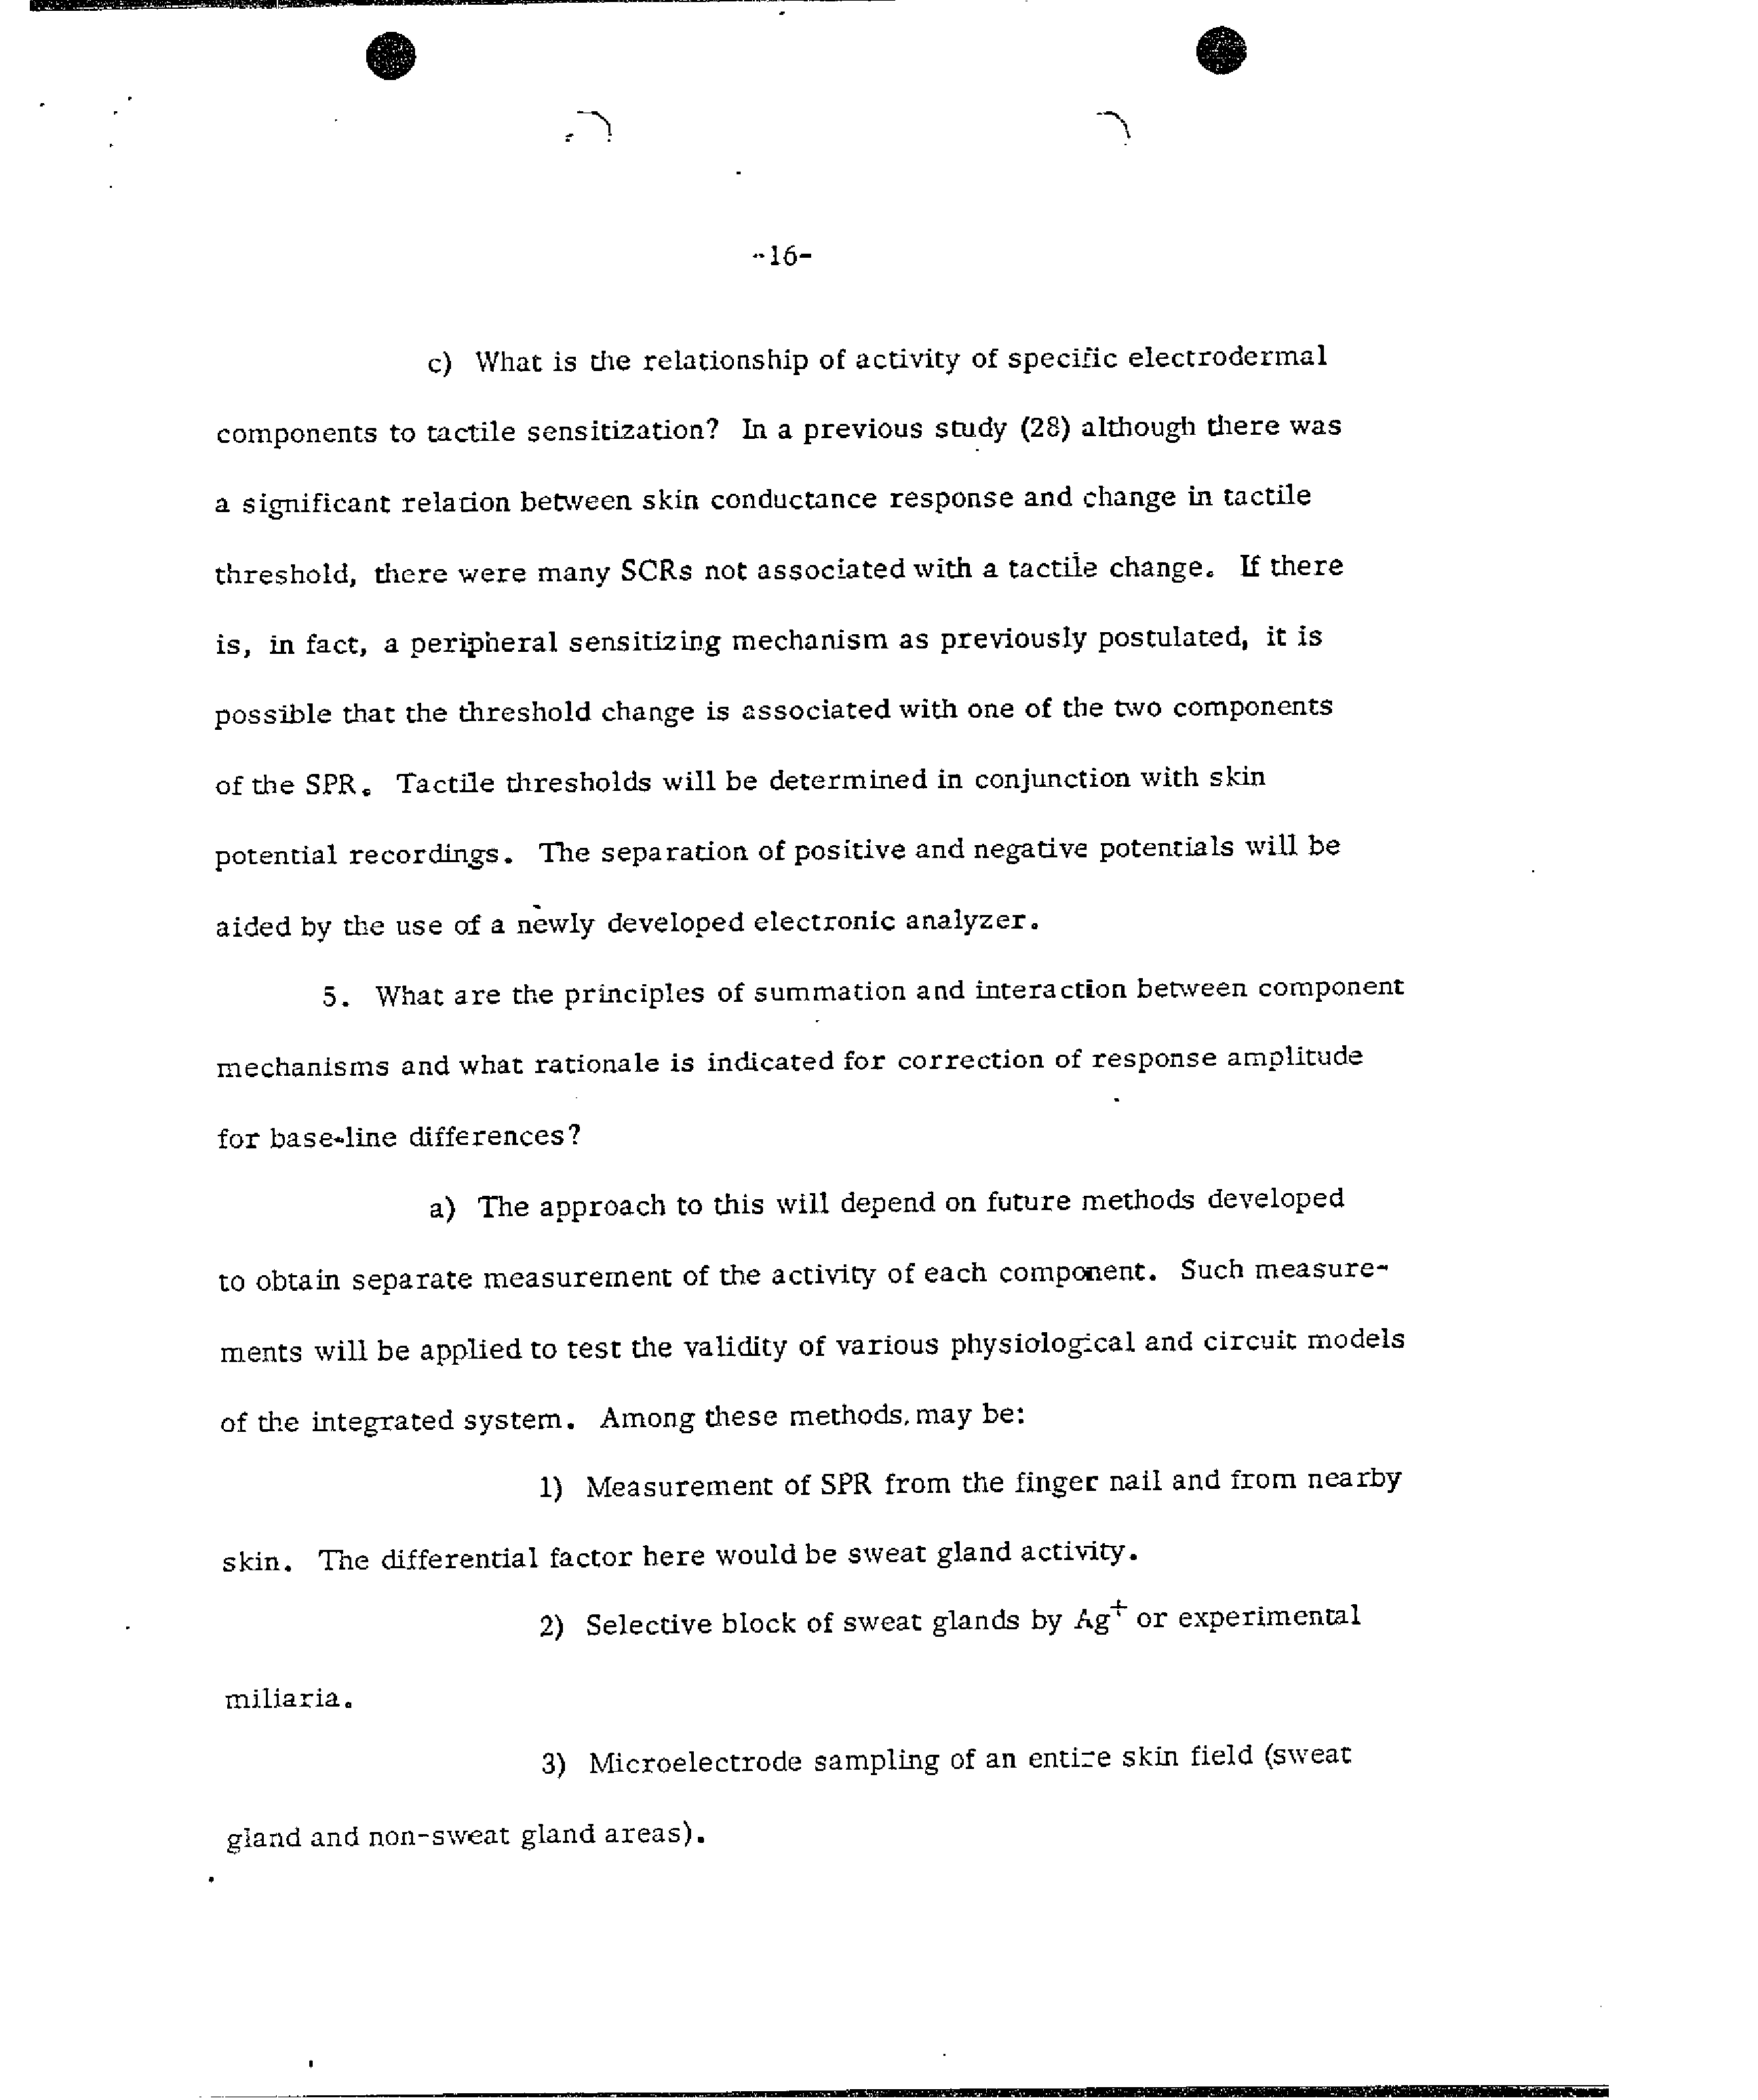 -16-
c) What is the relationship of activity of specific electrodermal
components to tactile sensitization? In a previous study (28) although there was
a significant relation between skin conductance response and change in tactile
threshold, there were many SCRs not associated with a tactile change. If there
is, in fact, a peripheral sensitizing mechanism as previously postulated, it is
possible that the threshold change is associated with one of the two components
of the SPR. Tactile thresholds will be determined in conjunction with skin
potential recordings. The separation of positive and negative potentials will be
aided by the use of a newly developed electronic analyzer.
5. What are the principles of summation and interaction between component
mechanisms and what rationale is indicated for correction of response amplitude
for base-line differences?
a) The approach to this will depend on future methods developed
to obtain separate measurement of the activity of each component. Such measure-
ments will be applied to test the validity of various physiological and circuit models
of the integrated system. Among these methods, may be:
1) Measurement of SPR from the finger nail and from nearby
skin. The differential factor here would be sweat gland activity.
2) Selective block of sweat glands by Ag⁺ or experimental
miliaria.
3) Microelectrode sampling of an entire skin field (sweat
gland and non-sweat gland areas).